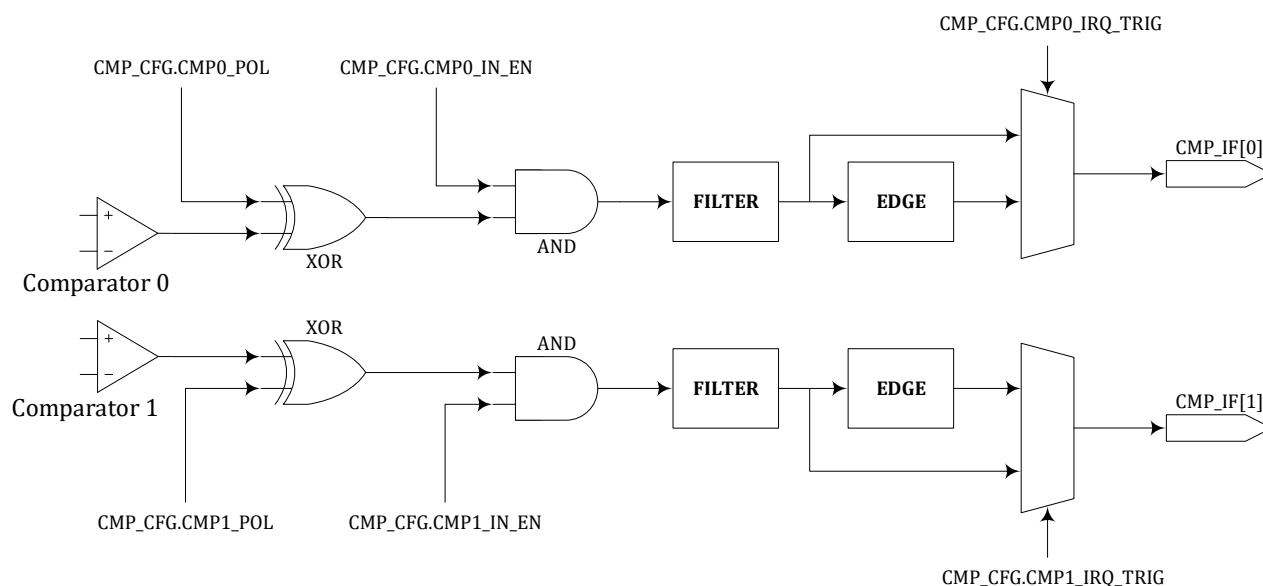 CMP_CFG.CMP0_IRQ_TRIG
CMP_CFG.CMP0_POL
CMP_CFG.CMP0_IN_EN
CMP_IF[0]
FILTER
EDGE
+
−
XOR
AND
Comparator 0
XOR
AND
+
−
FILTER
EDGE
CMP_IF[1]
Comparator 1
CMP_CFG.CMP1_POL
CMP_CFG.CMP1_IN_EN
CMP_CFG.CMP1_IRQ_TRIG